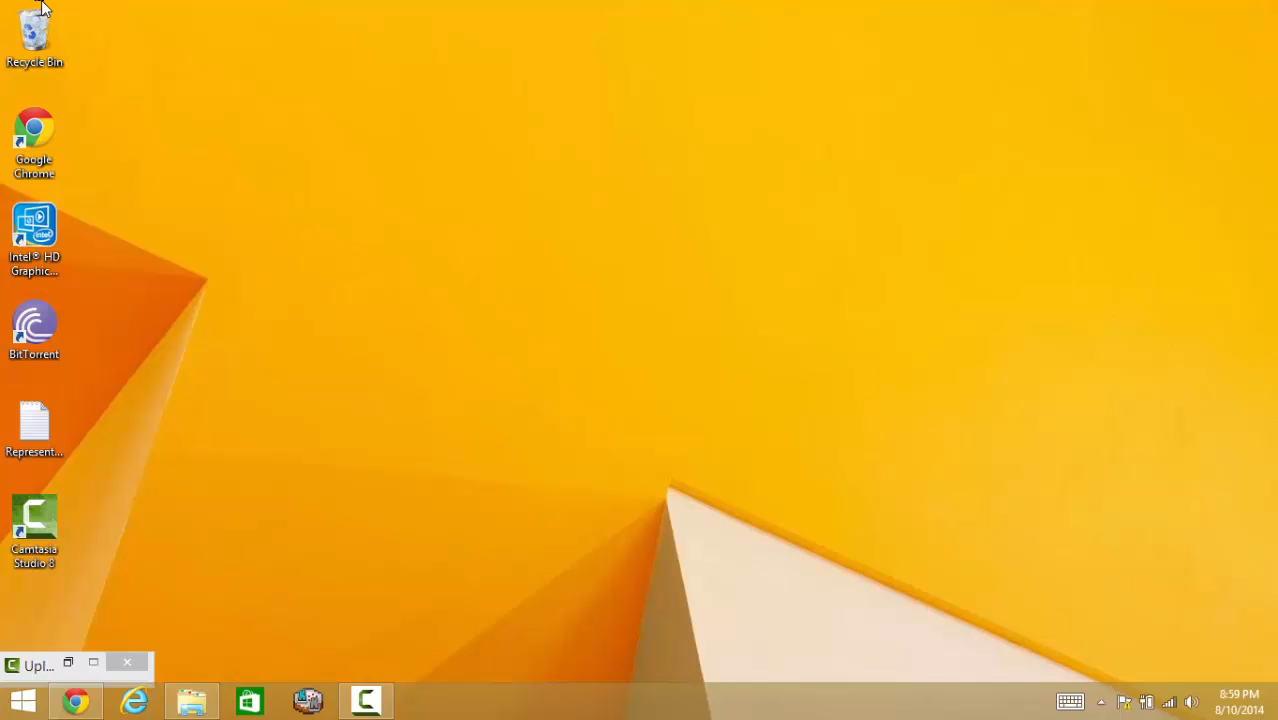 Recycle Bin
Google
Chrome
Intel® HD
Graphic...
BitTorrent
Represent...
Camtasia
Studio 8
Upl...
8:59 PM
8/10/2014